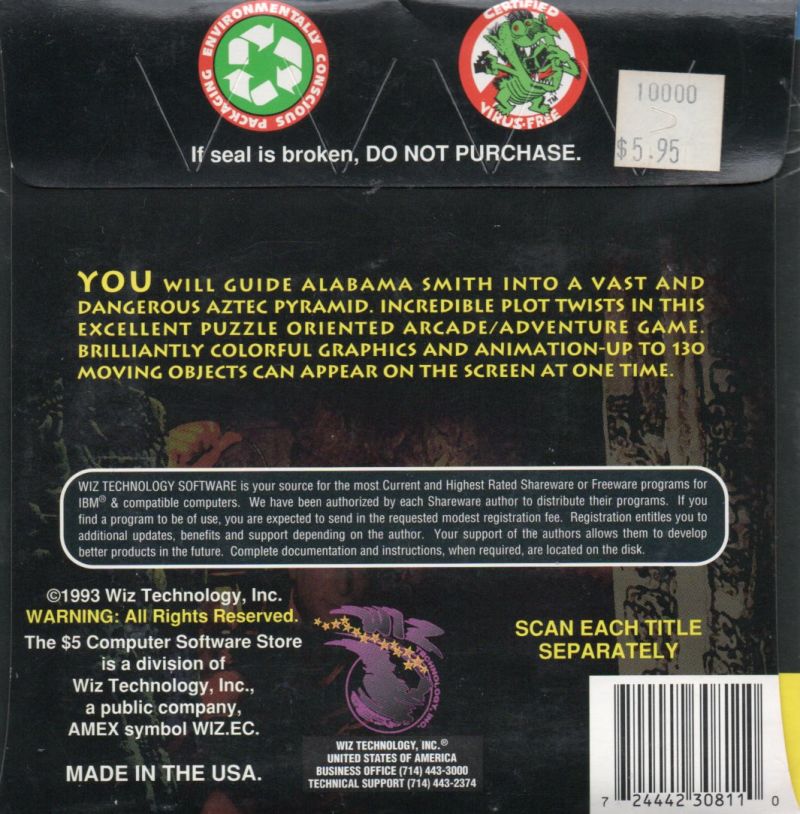 ENVIRONMENTALLY CONSCIOUS PACKAGING
CERTIFIED
VIRUS-FREE
TM
10000
$5.95
If seal is broken, DO NOT PURCHASE.
YOU WILL GUIDE ALABAMA SMITH INTO A VAST AND
DANGEROUS AZTEC PYRAMID. INCREDIBLE PLOT TWISTS IN THIS
EXCELLENT PUZZLE ORIENTED ARCADE/ADVENTURE GAME.
BRILLIANTLY COLORFUL GRAPHICS AND ANIMATION-UP TO 130
MOVING OBJECTS CAN APPEAR ON THE SCREEN AT ONE TIME.
WIZ TECHNOLOGY SOFTWARE is your source for the most Current and Highest Rated Shareware or Freeware programs for
IBM® & compatible computers. We have been authorized by each Shareware author to distribute their programs. If you
find a program to be of use, you are expected to send in the requested modest registration fee. Registration entitles you to
additional updates, benefits and support depending on the author. Your support of the authors allows them to develop
better products in the future. Complete documentation and instructions, when required, are located on the disk.
©1993 Wiz Technology, Inc.
WARNING: All Rights Reserved.
The $5 Computer Software Store
is a division of
Wiz Technology, Inc.,
a public company,
AMEX symbol WIZ.EC.
MADE IN THE USA.
TECHNOLOGY, INC.
WIZ TECHNOLOGY, INC.®
UNITED STATES OF AMERICA
BUSINESS OFFICE (714) 443-3000
TECHNICAL SUPPORT (714) 443-2374
SCAN EACH TITLE
SEPARATELY
7 24442 30811 0